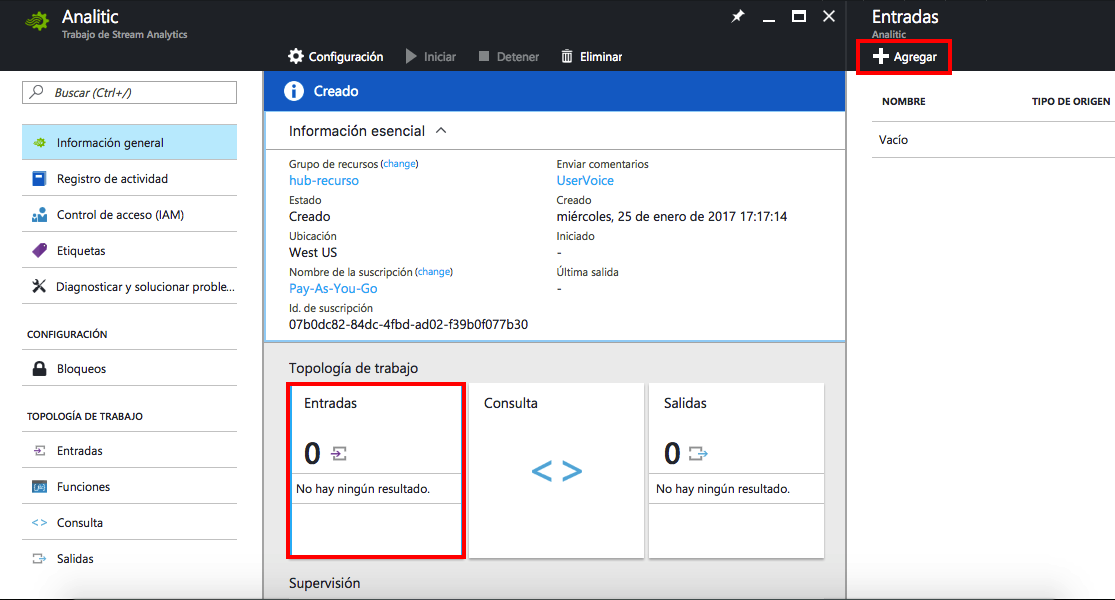 Analitic
Trabajo de Stream Analytics
Configuración
Iniciar
Detener
Eliminar
Buscar (Ctrl+/)
Información general
Registro de actividad
Control de acceso (IAM)
Etiquetas
Diagnosticar y solucionar proble...
CONFIGURACIÓN
Bloqueos
TOPOLOGÍA DE TRABAJO
Entradas
Funciones
Consulta
Salidas
Creado
Información esencial
Grupo de recursos (change)
hub-recurso
Estado
Creado
Ubicación
West US
Nombre de la suscripción (change)
Pay-As-You-Go
Id. de suscripción
07b0dc82-84dc-4fbd-ad02-f39b0f077b30
Enviar comentarios
UserVoice
Creado
miércoles, 25 de enero de 2017 17:17:14
Iniciado
-
Última salida
-
Topología de trabajo
Entradas
0
No hay ningún resultado.
Consulta
< >
Salidas
0
No hay ningún resultado.
Supervisión
Entradas
Analitic
Agregar
NOMBRE TIPO DE ORIGEN
Vacío